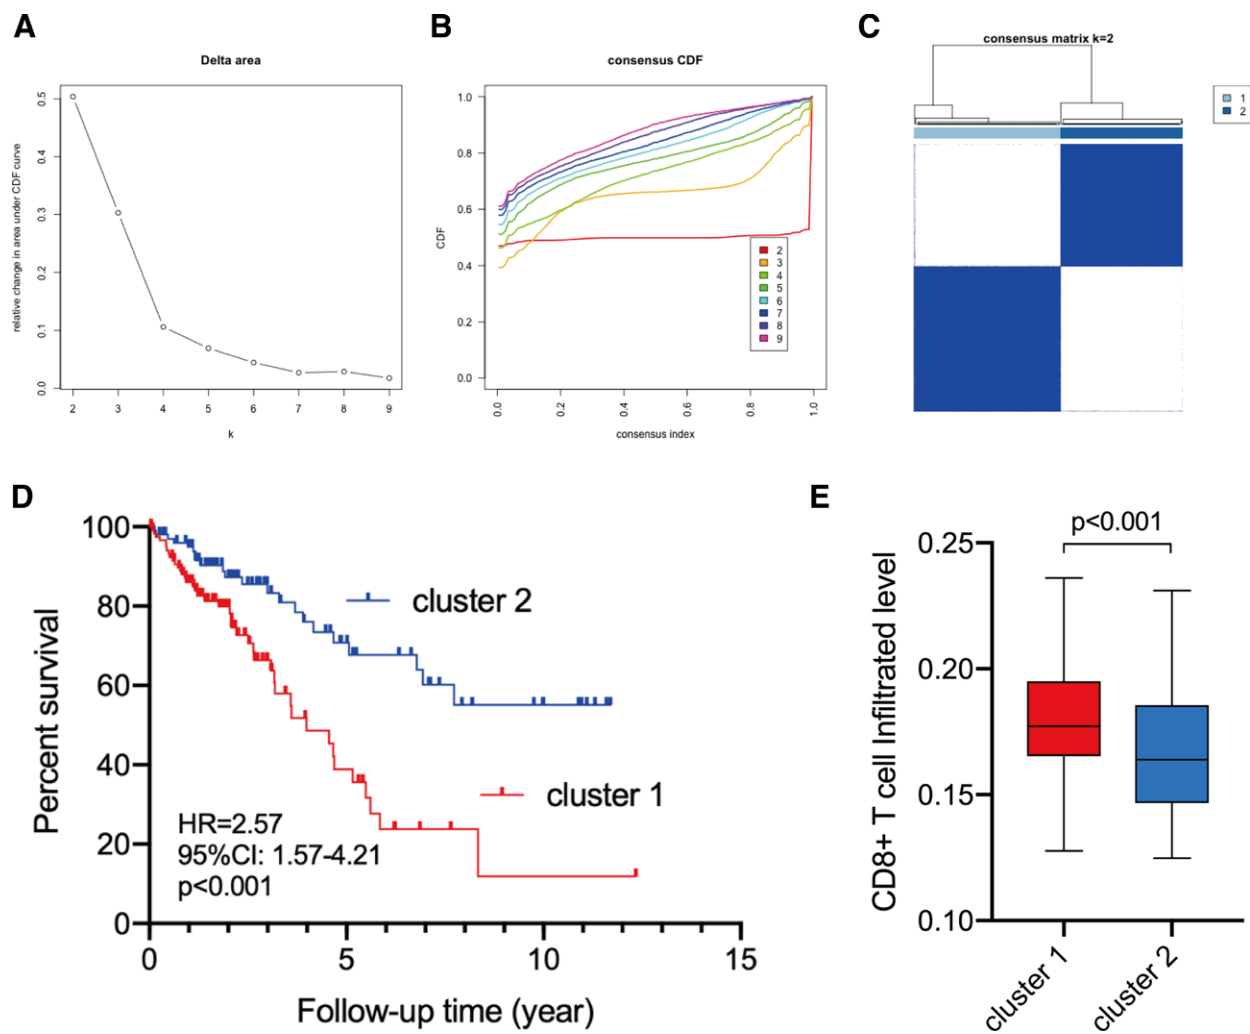 A
Delta area
relative change in area under CDF curve
0.5
0.4
0.3
0.2
0.1
0.0
2 3 4 5 6 7 8 9
k
B
consensus CDF
CDF
1.0
0.8
0.6
0.4
0.2
0.0
2
3
4
5
6
7
8
9
0.0 0.2 0.4 0.6 0.8 1.0
consensus index
C
consensus matrix k=2
1
2
D
Percent survival
100
80
60
40
20
0
cluster 2
cluster 1
HR=2.57
95%CI: 1.57-4.21
p<0.001
0 5 10 15
Follow-up time (year)
E
p<0.001
CD8+ T cell Infiltrated level
0.25
0.20
0.15
0.10
cluster 1
cluster 2